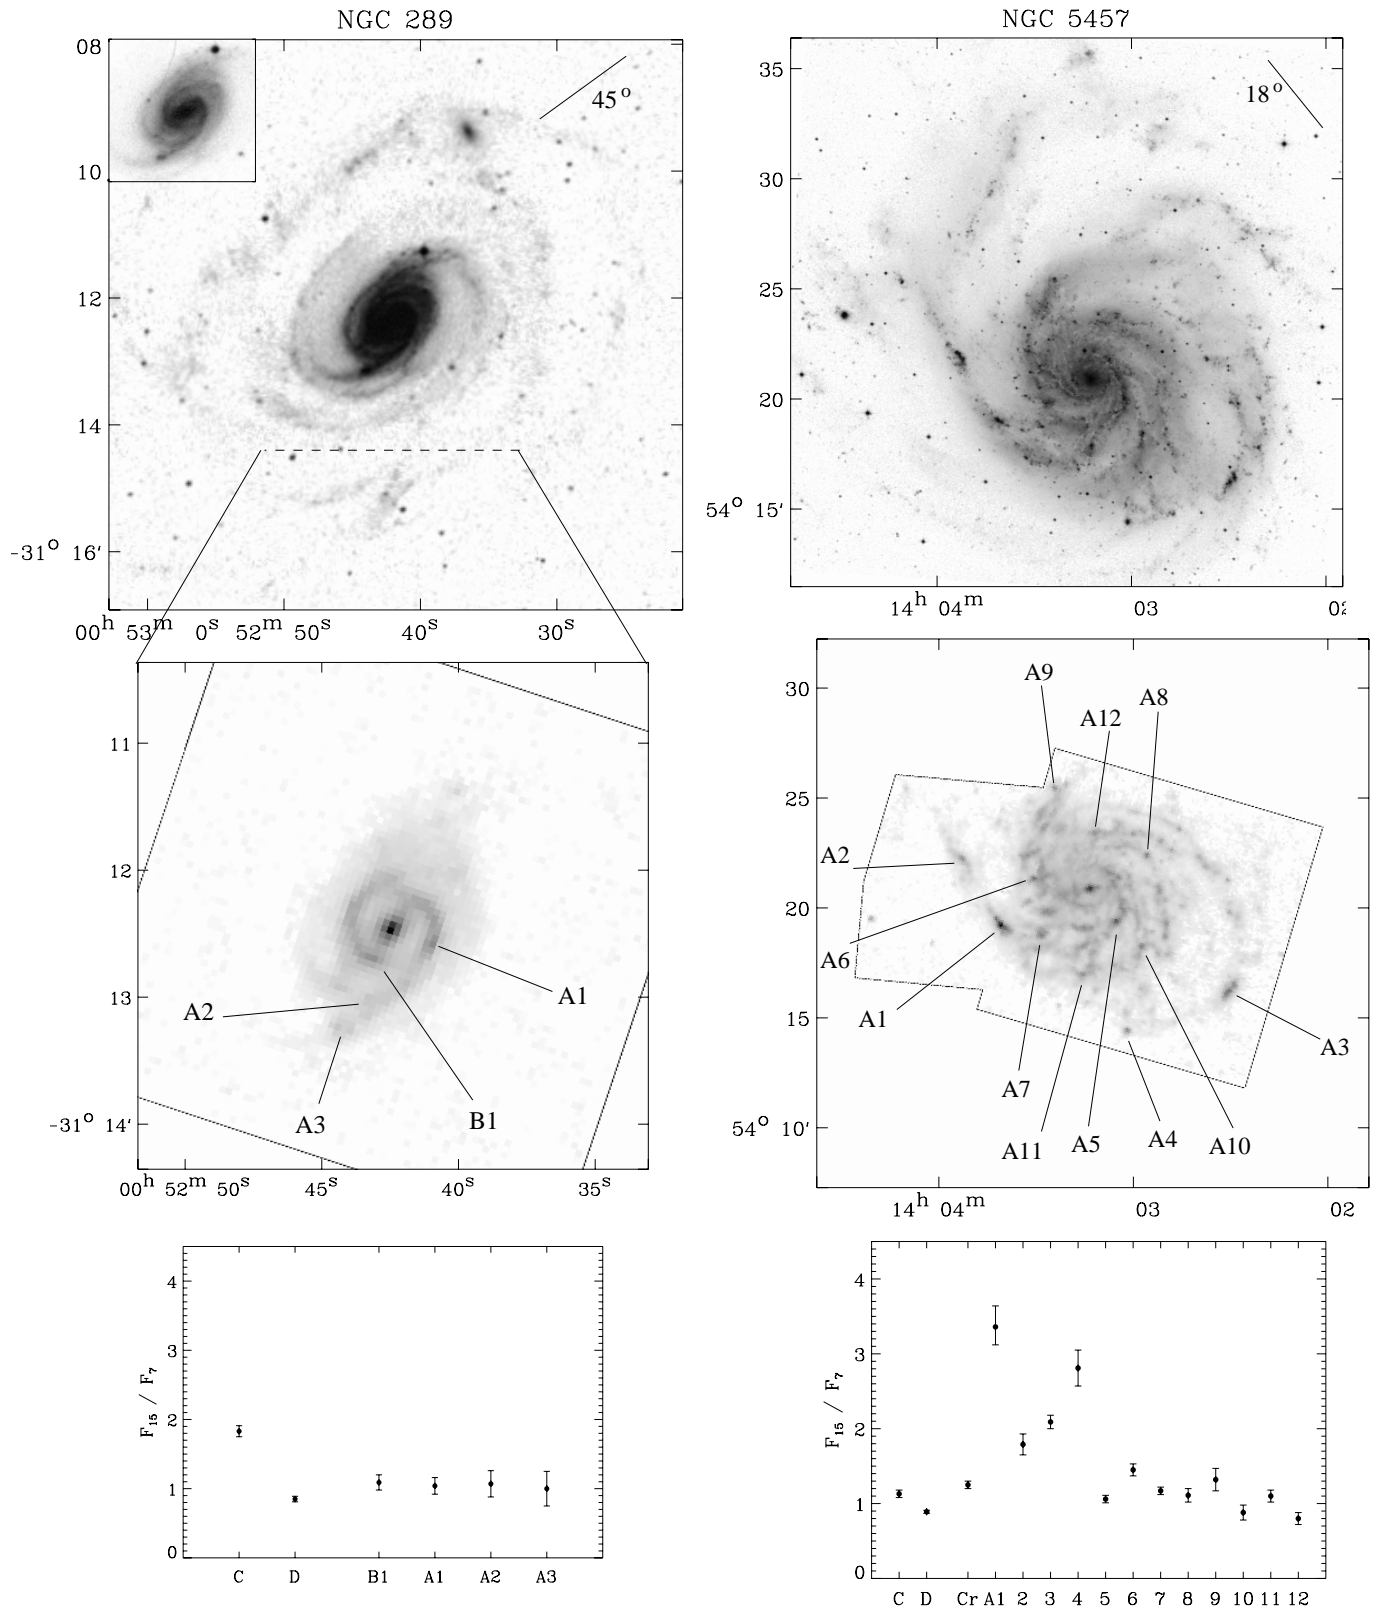 NGC 289
08
10
12
14
-31° 16′
45°
00ʰ 53ᵐ 0ˢ 52ᵐ 50ˢ 40ˢ 30ˢ
11
12
13
-31° 14′
A1
A2
A3
B1
00ʰ 52ᵐ 50ˢ 45ˢ 40ˢ 35ˢ
F₁₅ / F₇
4
3
2
1
0
C D B1 A1 A2 A3
NGC 5457
35
30
25
20
54° 15′
18°
14ʰ 04ᵐ 03
30
25
20
15
54° 10′
A9
A8
A12
A2
A6
A1
A3
A7
A11
A5
A4
A10
14ʰ 04ᵐ 03 02
F₁₅ / F₇
4
3
2
1
0
C D Cr A1 2 3 4 5 6 7 8 9 10 11 12